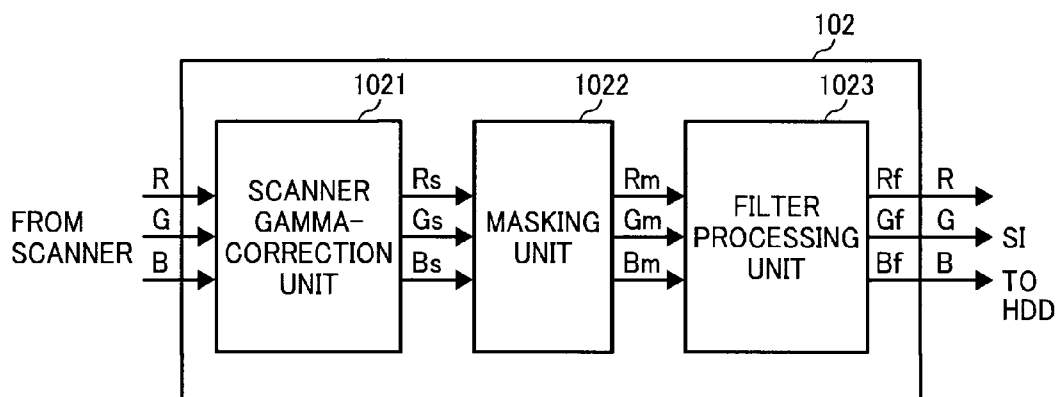 102
1021
1022
1023
FROM
SCANNER
R
G
B
SCANNER
GAMMA-
CORRECTION
UNIT
Rs
Gs
Bs
MASKING
UNIT
Rm
Gm
Bm
FILTER
PROCESSING
UNIT
Rf
Gf
Bf
R
G
B
SI
TO
HDD